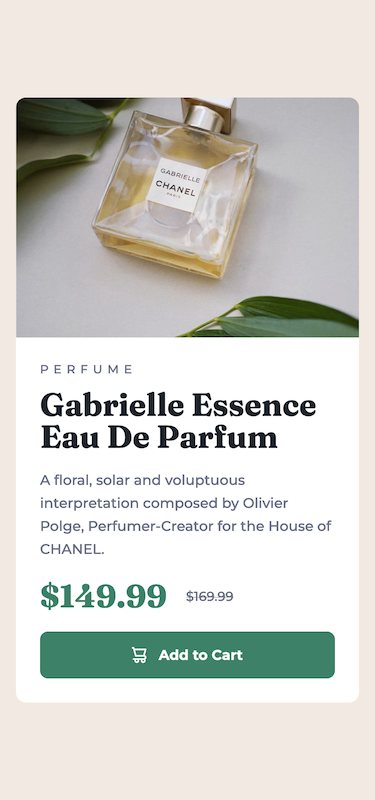 GABRIELLE
CHANEL
PARIS
PERFUME
Gabrielle Essence
Eau De Parfum
A floral, solar and voluptuous
interpretation composed by Olivier
Polge, Perfumer-Creator for the House of
CHANEL.
$149.99 $169.99
Add to Cart